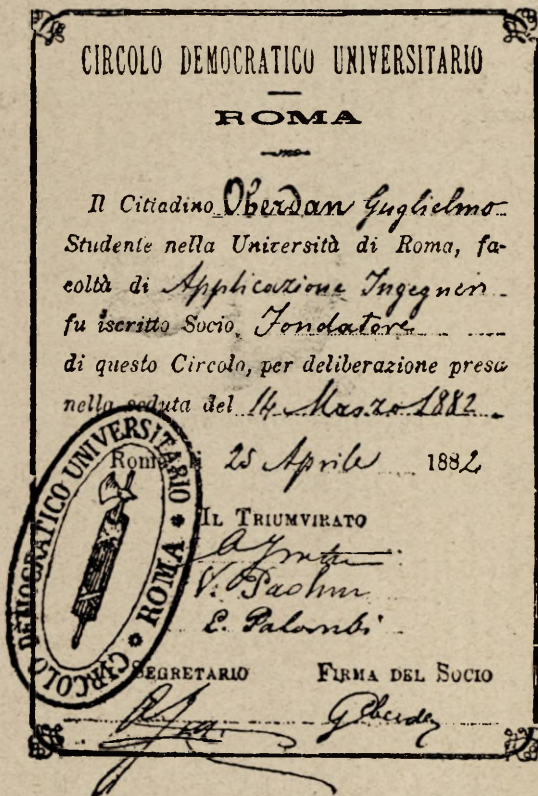 CIRCOLO DEMOCRATICO UNIVERSITARIO
ROMA
Il Cittadino Oberdan Guglielmo
Studente nella Università di Roma, fa-
coltà di Applicazione Ingegneri
fu iscritto Socio Fondatore
di questo Circolo, per deliberazione presa
nella seduta del 14 Marzo 1882
Roma, 25 Aprile 1882
IL TRIUMVIRATO
E. Palombi
SEGRETARIO FIRMA DEL SOCIO
CIRCOLO DEMOCRATICO UNIVERSITARIO * ROMA *